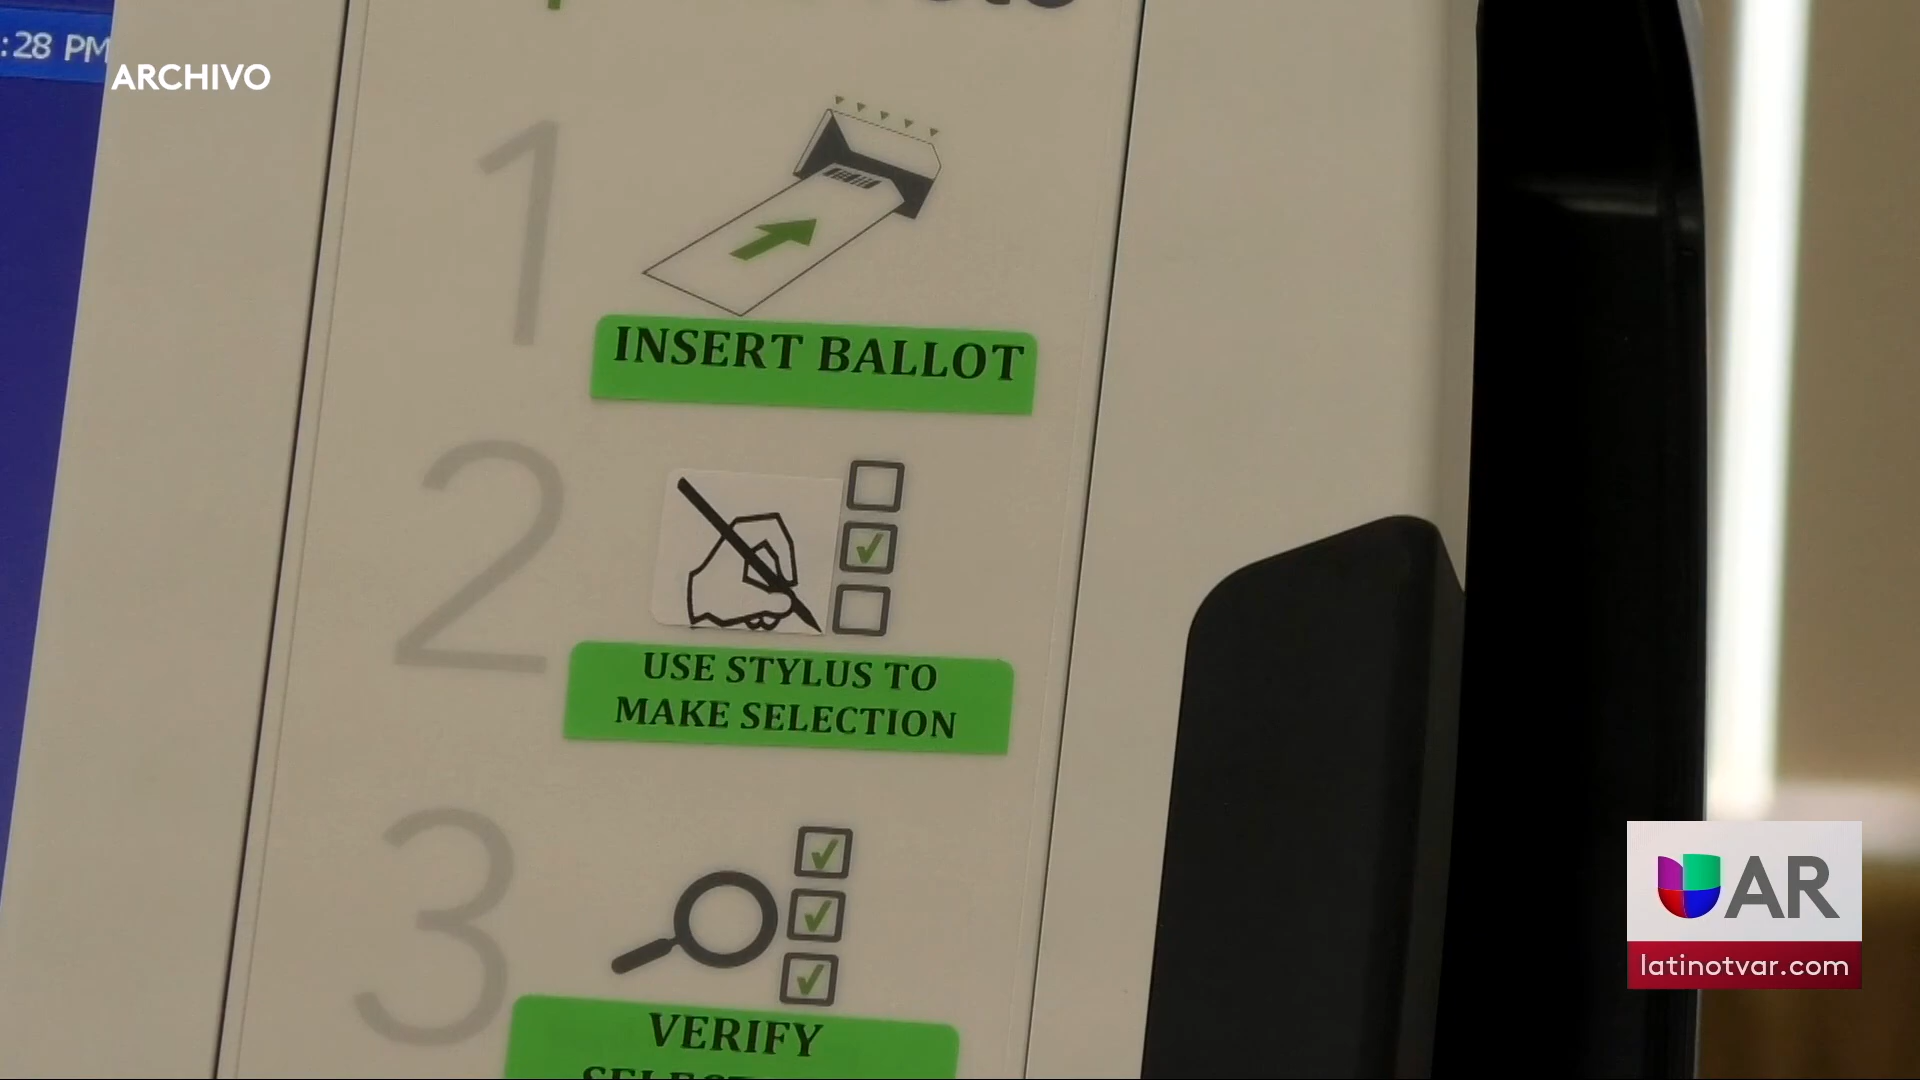 :28 PM
ARCHIVO
1
INSERT BALLOT
2
USE STYLUS TO
MAKE SELECTION
3
VERIFY
AR
latinotvar.com